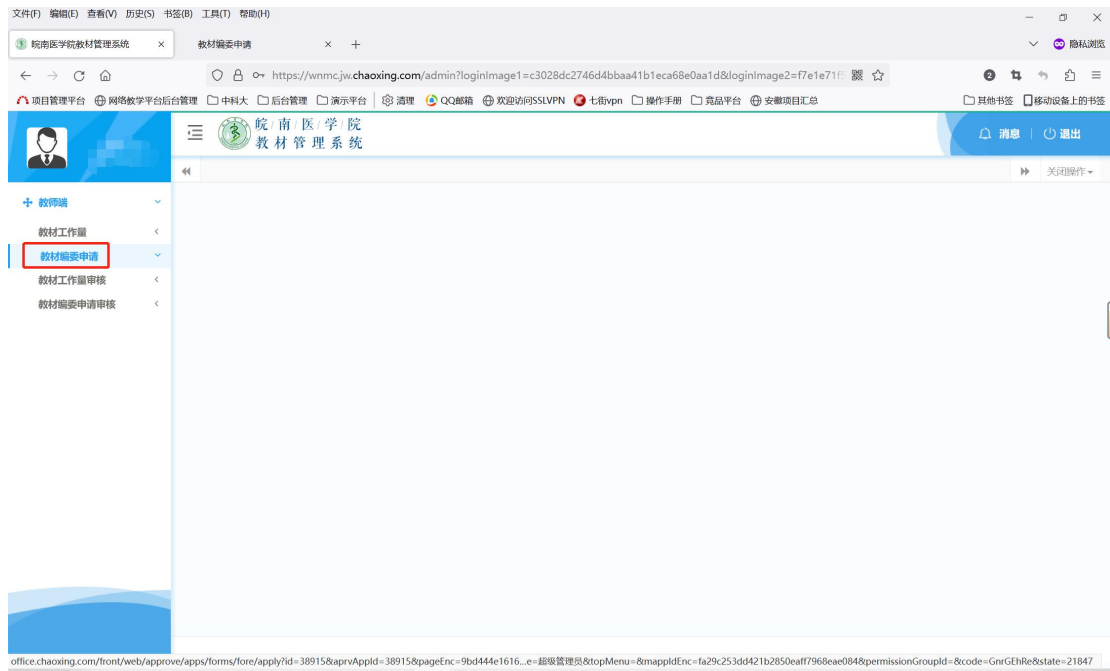 文件(F) 编辑(E) 查看(V) 历史(S) 书签(B) 工具(T) 帮助(H)
皖南医学院教材管理系统 × 教材编委申请 × + 隐私浏览
https://wnmc.jw.chaoxing.com/admin?loginImage1=c3028dc2746d4bbaa41b1eca68e0aa1d&loginImage2=f7e1e71f5 2
项目管理平台 网络教学平台后台管理 中科大 后台管理 演示平台 清理 QQ邮箱 欢迎访问SSLVPN 七街vpn 操作手册 竞品平台 安徽项目汇总 其他书签 移动设备上的书签
皖南医学院
教材管理系统
消息 退出
关闭操作
教师端
教材工作量
教材编委申请
教材工作量审核
教材编委申请审核
office.chaoxing.com/front/web/approve/apps/forms/fore/apply?id=38915&aprvAppId=38915&pageEnc=9bd444e1616...e=超级管理员&topMenu=&mappIdEnc=fa29c253dd421b2850eaff7968eae084&permissionGroupId=&code=GnrGEhRe&state=21847